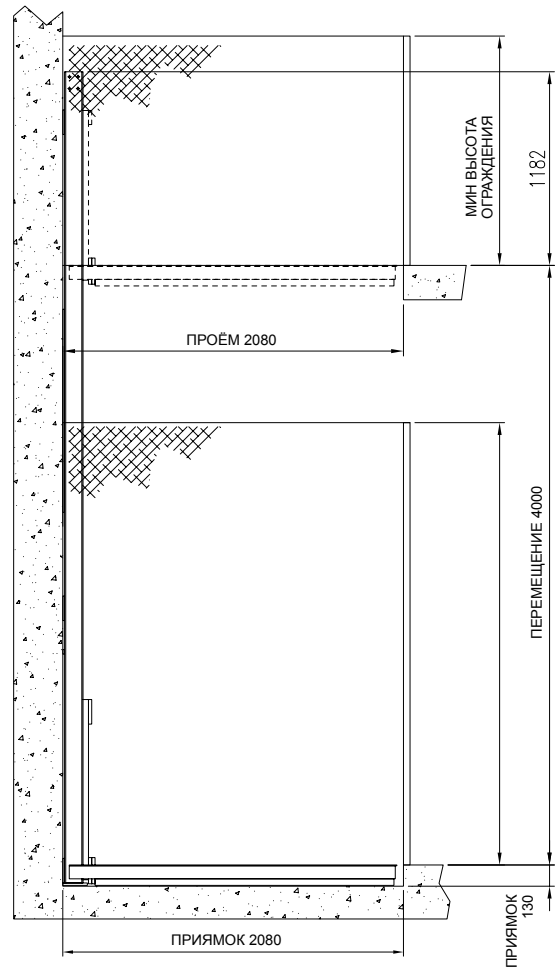 МИН ВЫСОТА
ОГРАЖДЕНИЯ
1182
ПРОЁМ 2080
ПЕРЕМЕЩЕНИЕ 4000
ПРИЯМОК 2080
ПРИЯМОК
130